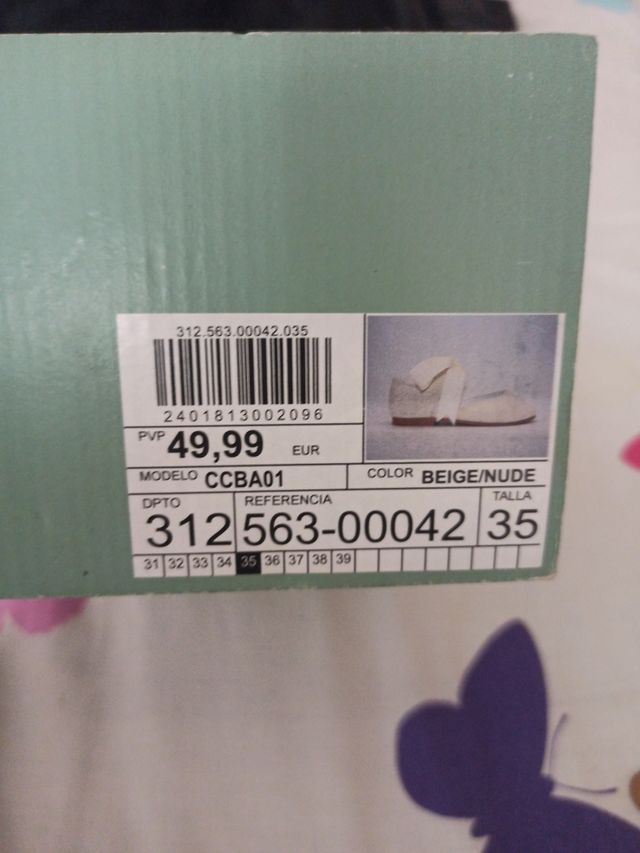 312.563.00042.035
2401813002096
PVP 49,99 EUR
MODELO CCBA01 COLOR BEIGE/NUDE
DPTO REFERENCIA TALLA
312 563-00042 35
31 32 33 34 35 36 37 38 39